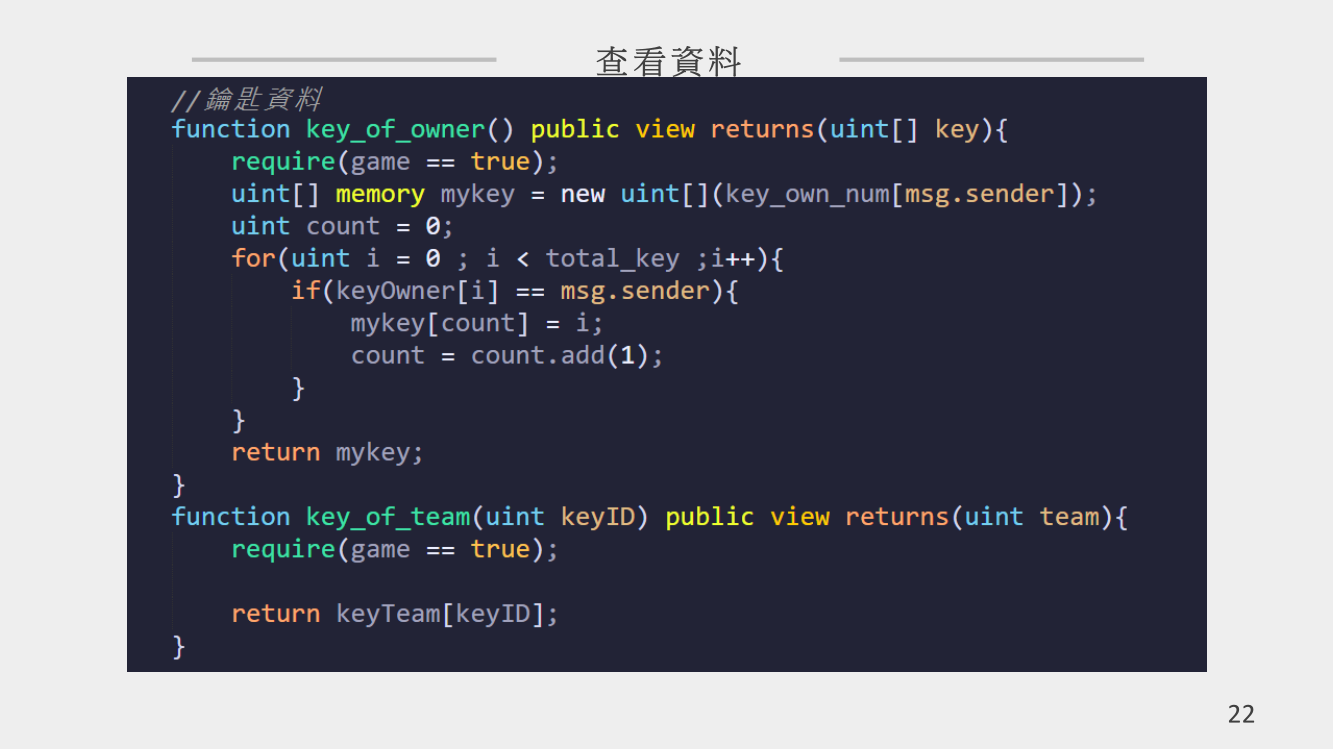 查看資料
//鑰匙資料
function key_of_owner() public view returns(uint[] key){
    require(game == true);
    uint[] memory mykey = new uint[](key_own_num[msg.sender]);
    uint count = 0;
    for(uint i = 0 ; i < total_key ;i++){
        if(keyOwner[i] == msg.sender){
            mykey[count] = i;
            count = count.add(1);
        }
    }
    return mykey;
}
function key_of_team(uint keyID) public view returns(uint team){
    require(game == true);
    return keyTeam[keyID];
}
22